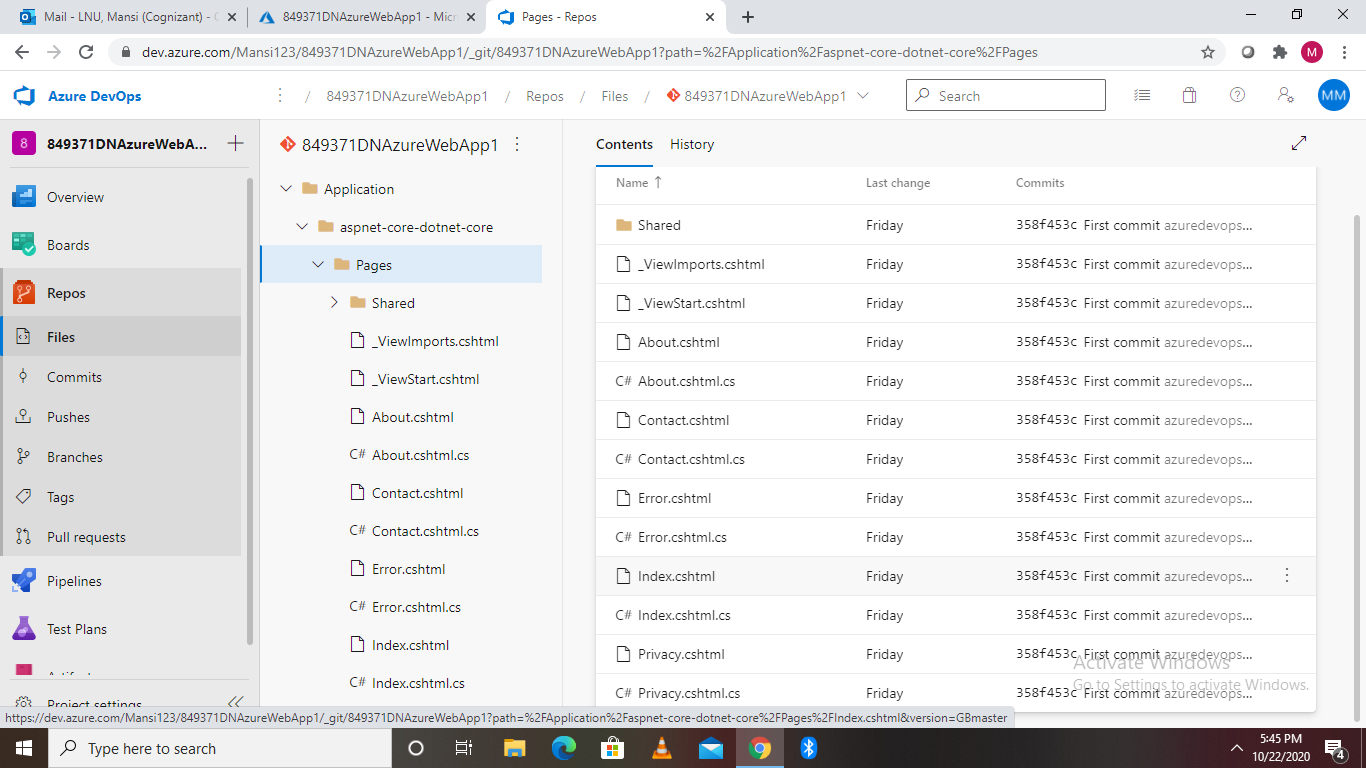 Mail - LNU, Mansi (Cognizant) -
849371DNAzureWebApp1 - Micr
Pages - Repos
dev.azure.com/Mansi123/849371DNAzureWebApp1/_git/849371DNAzureWebApp1?path=%2FApplication%2Faspnet-core-dotnet-core%2FPages
M
Azure DevOps
/ 849371DNAzureWebApp1 / Repos / Files / 849371DNAzureWebApp1
Search
MM
8 849371DNAzureWebA...
Overview
Boards
Repos
Files
Commits
Pushes
Branches
Tags
Pull requests
Pipelines
Test Plans
Project settings
849371DNAzureWebApp1
Application
aspnet-core-dotnet-core
Pages
Shared
_ViewImports.cshtml
_ViewStart.cshtml
About.cshtml
C# About.cshtml.cs
Contact.cshtml
C# Contact.cshtml.cs
Error.cshtml
C# Error.cshtml.cs
Index.cshtml
C# Index.cshtml.cs
Contents History
Name ↑ Last change Commits
Shared Friday 358f453c First commit azuredevops...
_ViewImports.cshtml Friday 358f453c First commit azuredevops...
_ViewStart.cshtml Friday 358f453c First commit azuredevops...
About.cshtml Friday 358f453c First commit azuredevops...
C# About.cshtml.cs Friday 358f453c First commit azuredevops...
Contact.cshtml Friday 358f453c First commit azuredevops...
C# Contact.cshtml.cs Friday 358f453c First commit azuredevops...
Error.cshtml Friday 358f453c First commit azuredevops...
C# Error.cshtml.cs Friday 358f453c First commit azuredevops...
Index.cshtml Friday 358f453c First commit azuredevops...
C# Index.cshtml.cs Friday 358f453c First commit azuredevops...
Privacy.cshtml Friday 358f453c First commit azuredevops...
C# Privacy.cshtml.cs Friday 358f453c First commit azuredevops...
Activate Windows
Go to Settings to activate Windows.
https://dev.azure.com/Mansi123/849371DNAzureWebApp1/_git/849371DNAzureWebApp1?path=%2FApplication%2Faspnet-core-dotnet-core%2FPages%2FIndex.cshtml&version=GBmaster
Type here to search
5:45 PM
10/22/2020
4